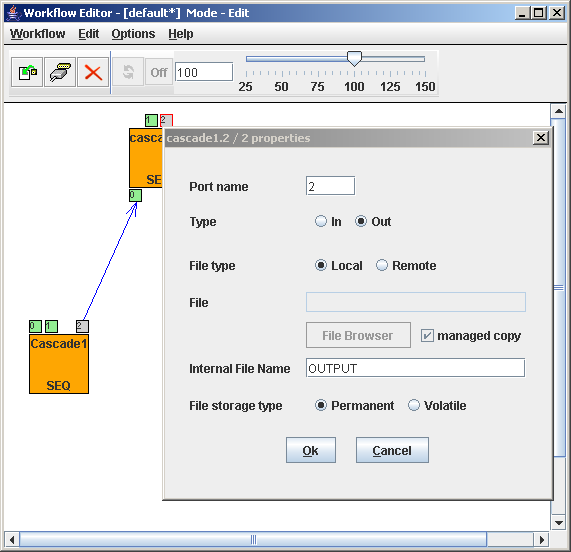 Workflow Editor - [default*]  Mode - Edit
Workflow Edit Options Help
Off 100
25 50 75 100 125 150
1 2
cascade1.2 / 2 properties
SE
0
Port name 2
Type In Out
File type Local Remote
File
File Browser managed copy
0 1 2
Cascade1
SEQ
Internal File Name OUTPUT
File storage type Permanent Volatile
Ok Cancel